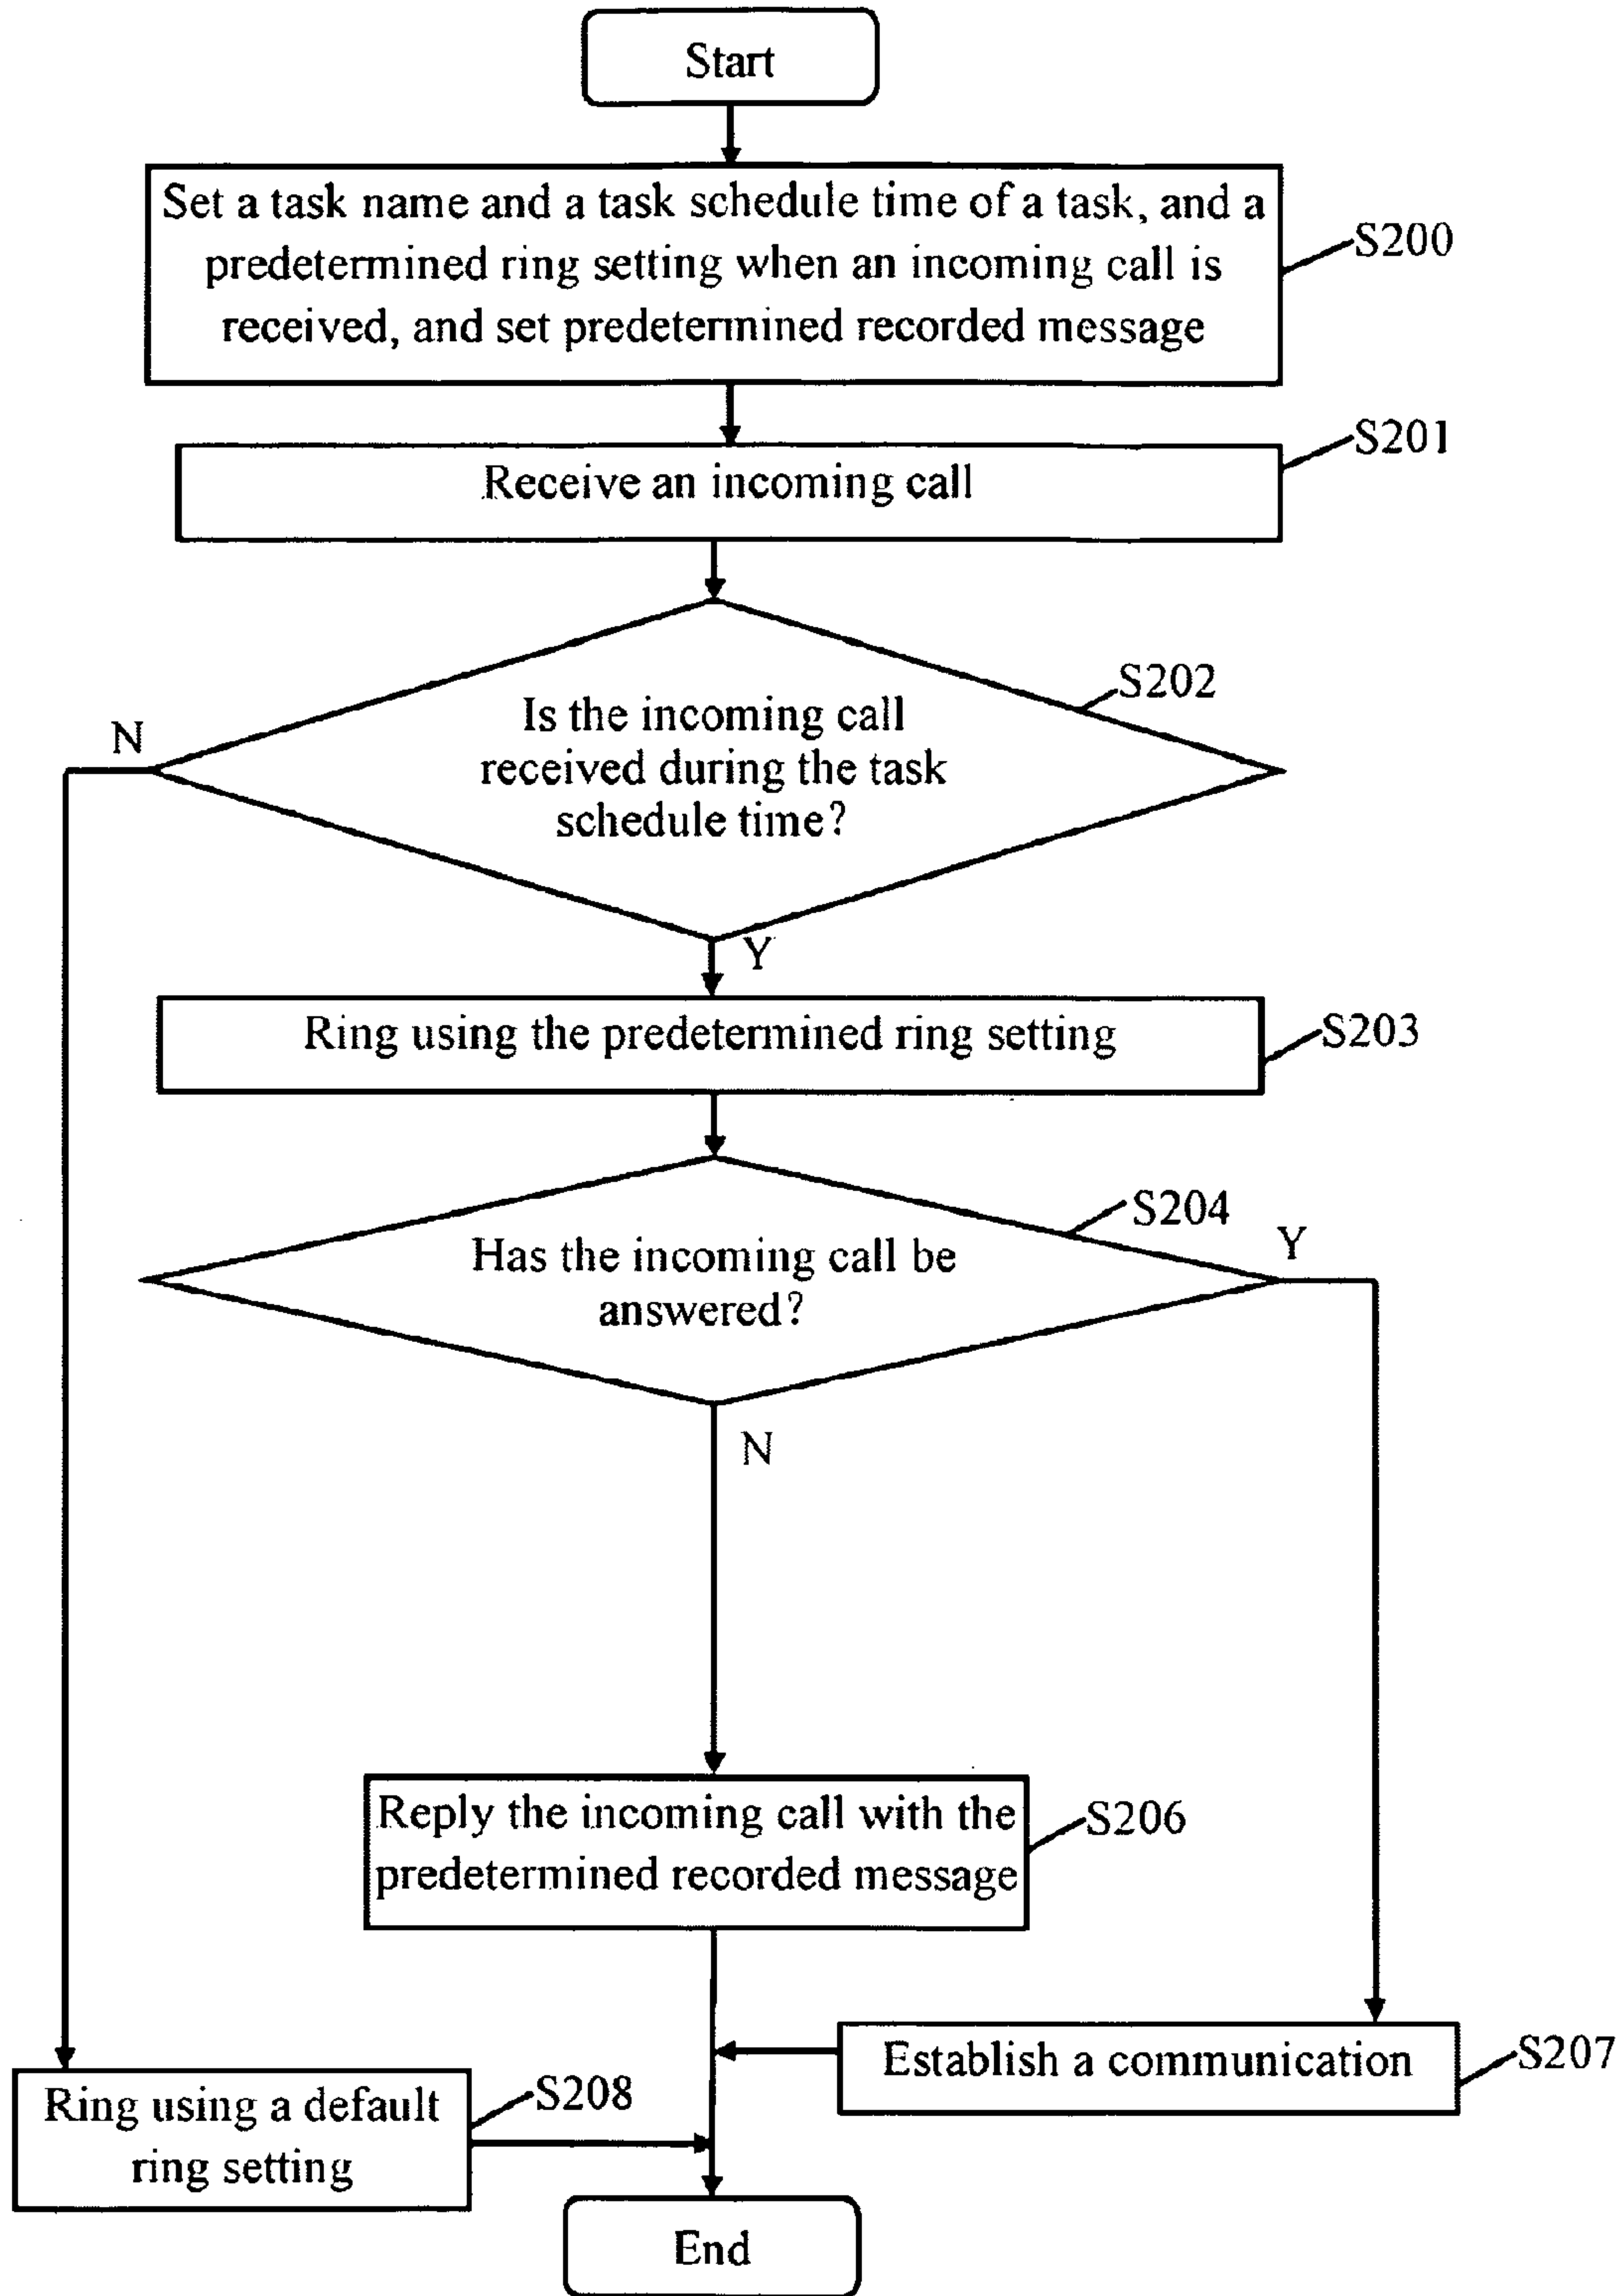 Start
Set a task name and a task schedule time of a task, and a
predetermined ring setting when an incoming call is
received, and set predetermined recorded message
S200
Receive an incoming call
S201
Is the incoming call
received during the task
schedule time?
S202
N
Y
Ring using the predetermined ring setting
S203
Has the incoming call be
answered?
S204
Y
N
Reply the incoming call with the
predetermined recorded message
S206
Establish a communication
S207
Ring using a default
ring setting
S208
End